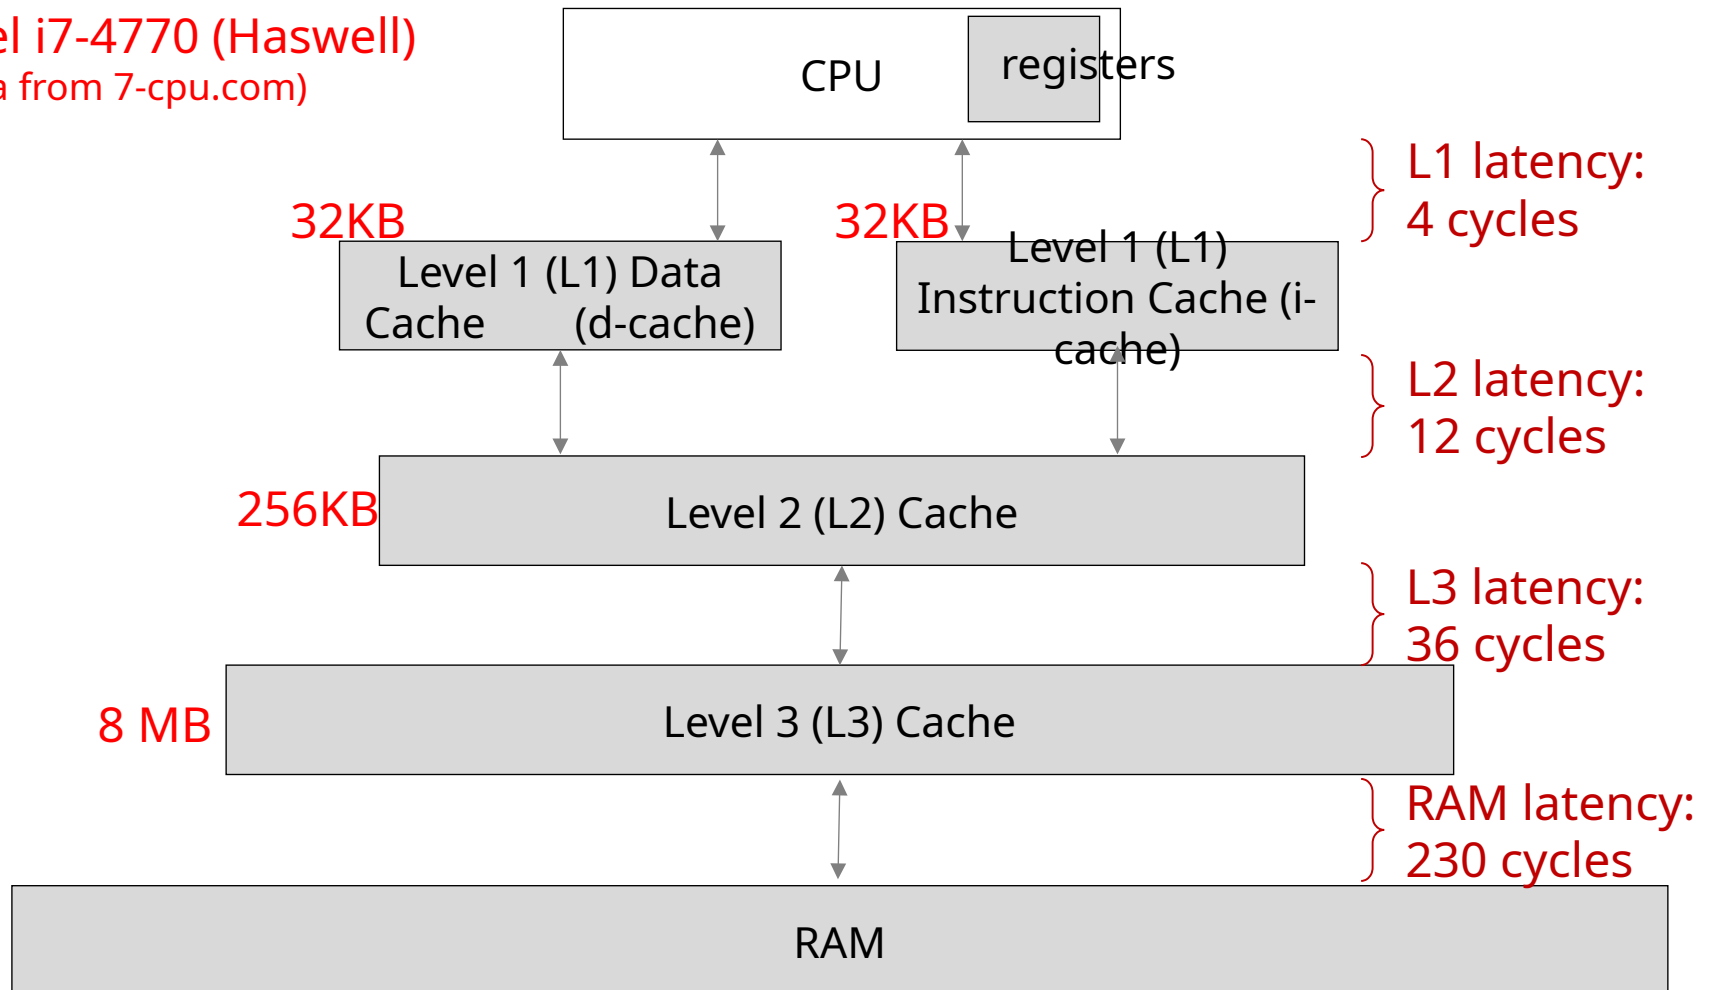 el i7-4770 (Haswell)
a from 7-cpu.com)
CPU
registers
L1 latency:
4 cycles
32KB
32KB
Level 1 (L1) Data
Cache (d-cache)
Level 1 (L1)
Instruction Cache (i-
cache)
L2 latency:
12 cycles
256KB
Level 2 (L2) Cache
L3 latency:
36 cycles
8 MB
Level 3 (L3) Cache
RAM latency:
230 cycles
RAM